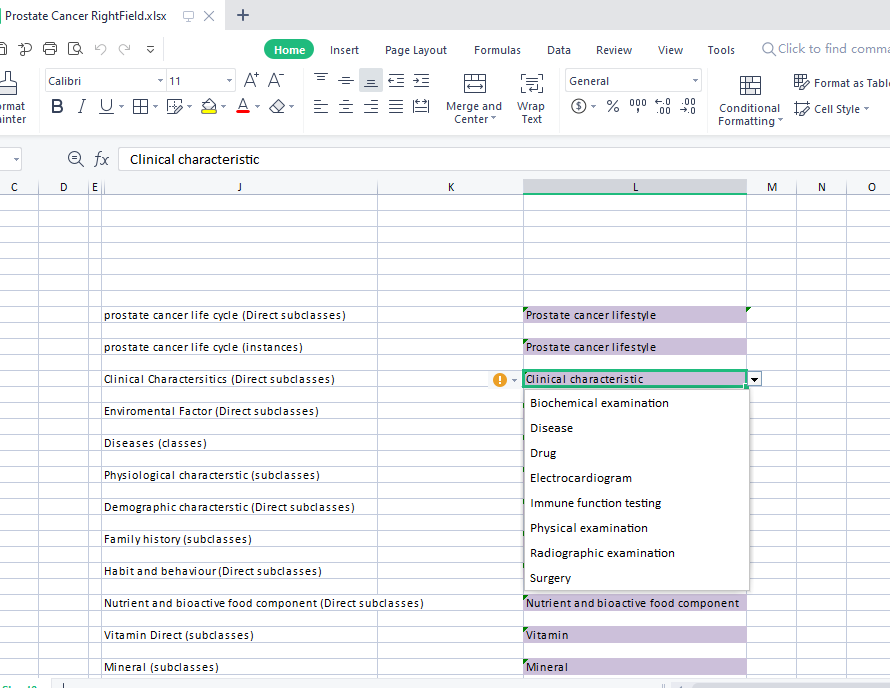 Prostate Cancer RightField.xlsx
Home Insert Page Layout Formulas Data Review View Tools Click to find comma
Calibri 11 A+ A- General Format as Table
B I U A Merge and Center Wrap Text $ % 000 Conditional Formatting Cell Style
fx Clinical characteristic
C D E J K L M N O
prostate cancer life cycle (Direct subclasses) Prostate cancer lifestyle
prostate cancer life cycle (instances) Prostate cancer lifestyle
Clinical Charactersitics (Direct subclasses) Clinical characteristic
Biochemical examination
Enviromental Factor (Direct subclasses)
Disease
Diseases (classes)
Drug
Physiological characterstic (subclasses)
Electrocardiogram
Immune function testing
Demographic characterstic (Direct subclasses)
Physical examination
Family history (subclasses)
Radiographic examination
Habit and behaviour (Direct subclasses)
Surgery
Nutrient and bioactive food component (Direct subclasses) Nutrient and bioactive food component
Vitamin Direct (subclasses) Vitamin
Mineral (subclasses) Mineral